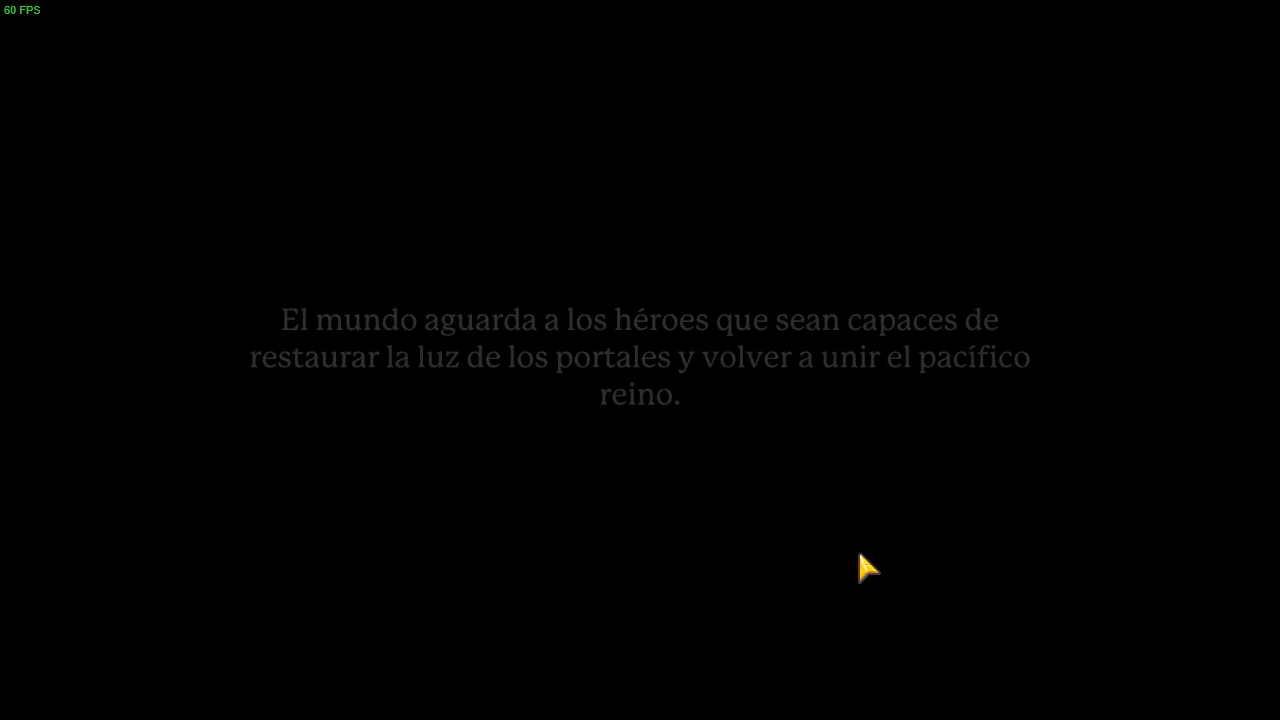 60 FPS
El mundo aguarda a los héroes que sean capaces de
restaurar la luz de los portales y volver a unir el pacífico
reino.